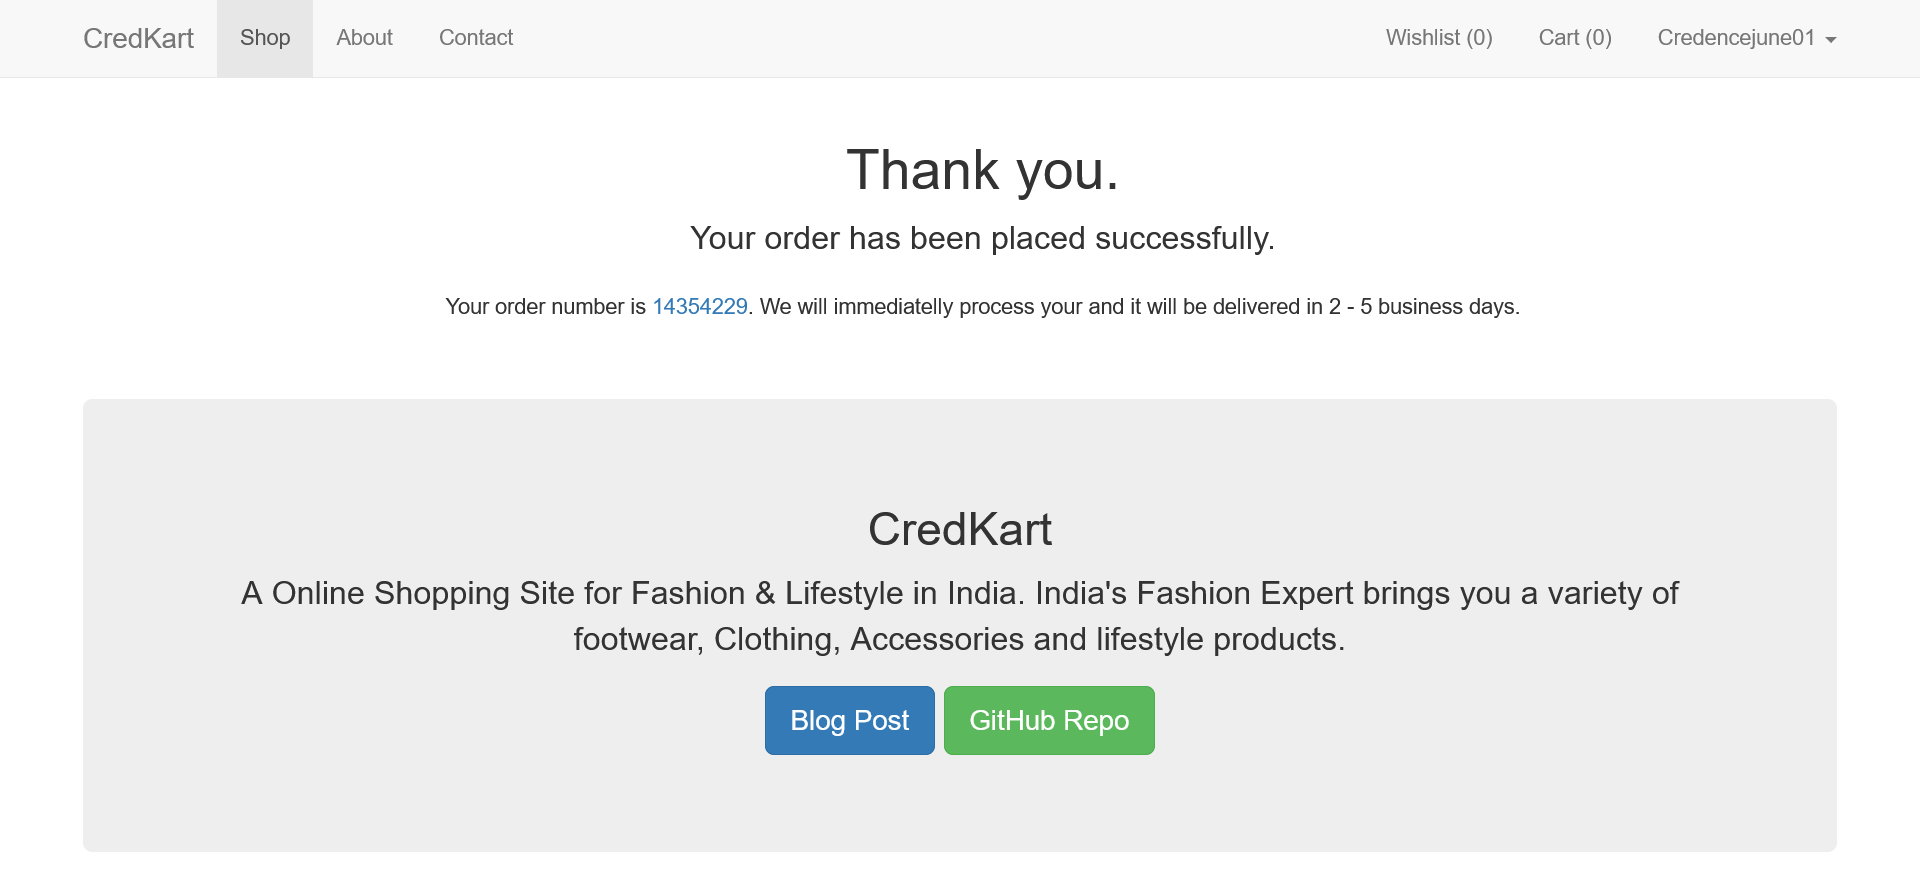 CredKart Shop About Contact Wishlist (0) Cart (0) Credencejune01
Thank you.
Your order has been placed successfully.
Your order number is 14354229. We will immediatelly process your and it will be delivered in 2 - 5 business days.
CredKart
A Online Shopping Site for Fashion & Lifestyle in India. India's Fashion Expert brings you a variety of
footwear, Clothing, Accessories and lifestyle products.
Blog Post GitHub Repo